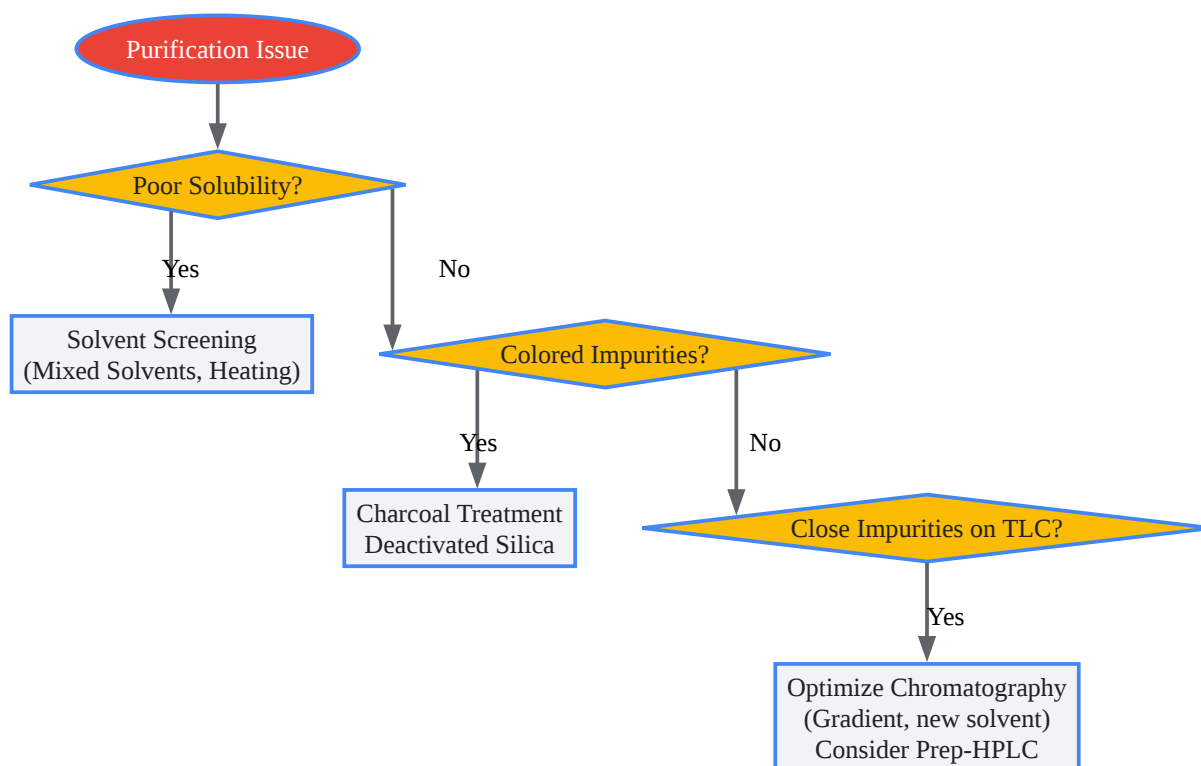 Purification Issue
Poor Solubility?
Yes
No
Solvent Screening
(Mixed Solvents, Heating)
Colored Impurities?
Yes
No
Charcoal Treatment
Deactivated Silica
Close Impurities on TLC?
Yes
Optimize Chromatography
(Gradient, new solvent)
Consider Prep-HPLC